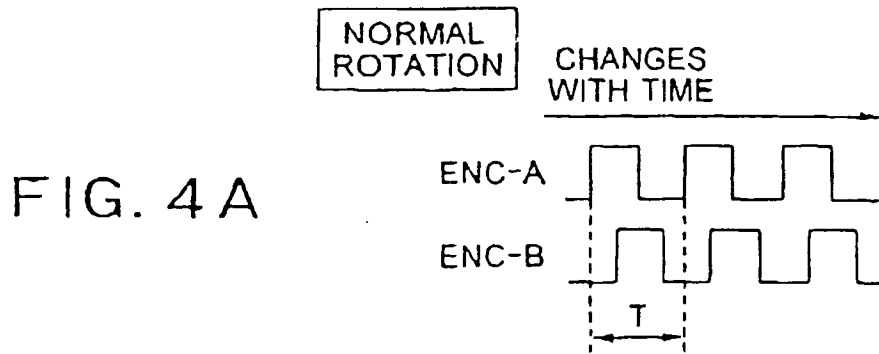 NORMAL
ROTATION
CHANGES
WITH TIME
FIG. 4A
ENC-A
ENC-B
T